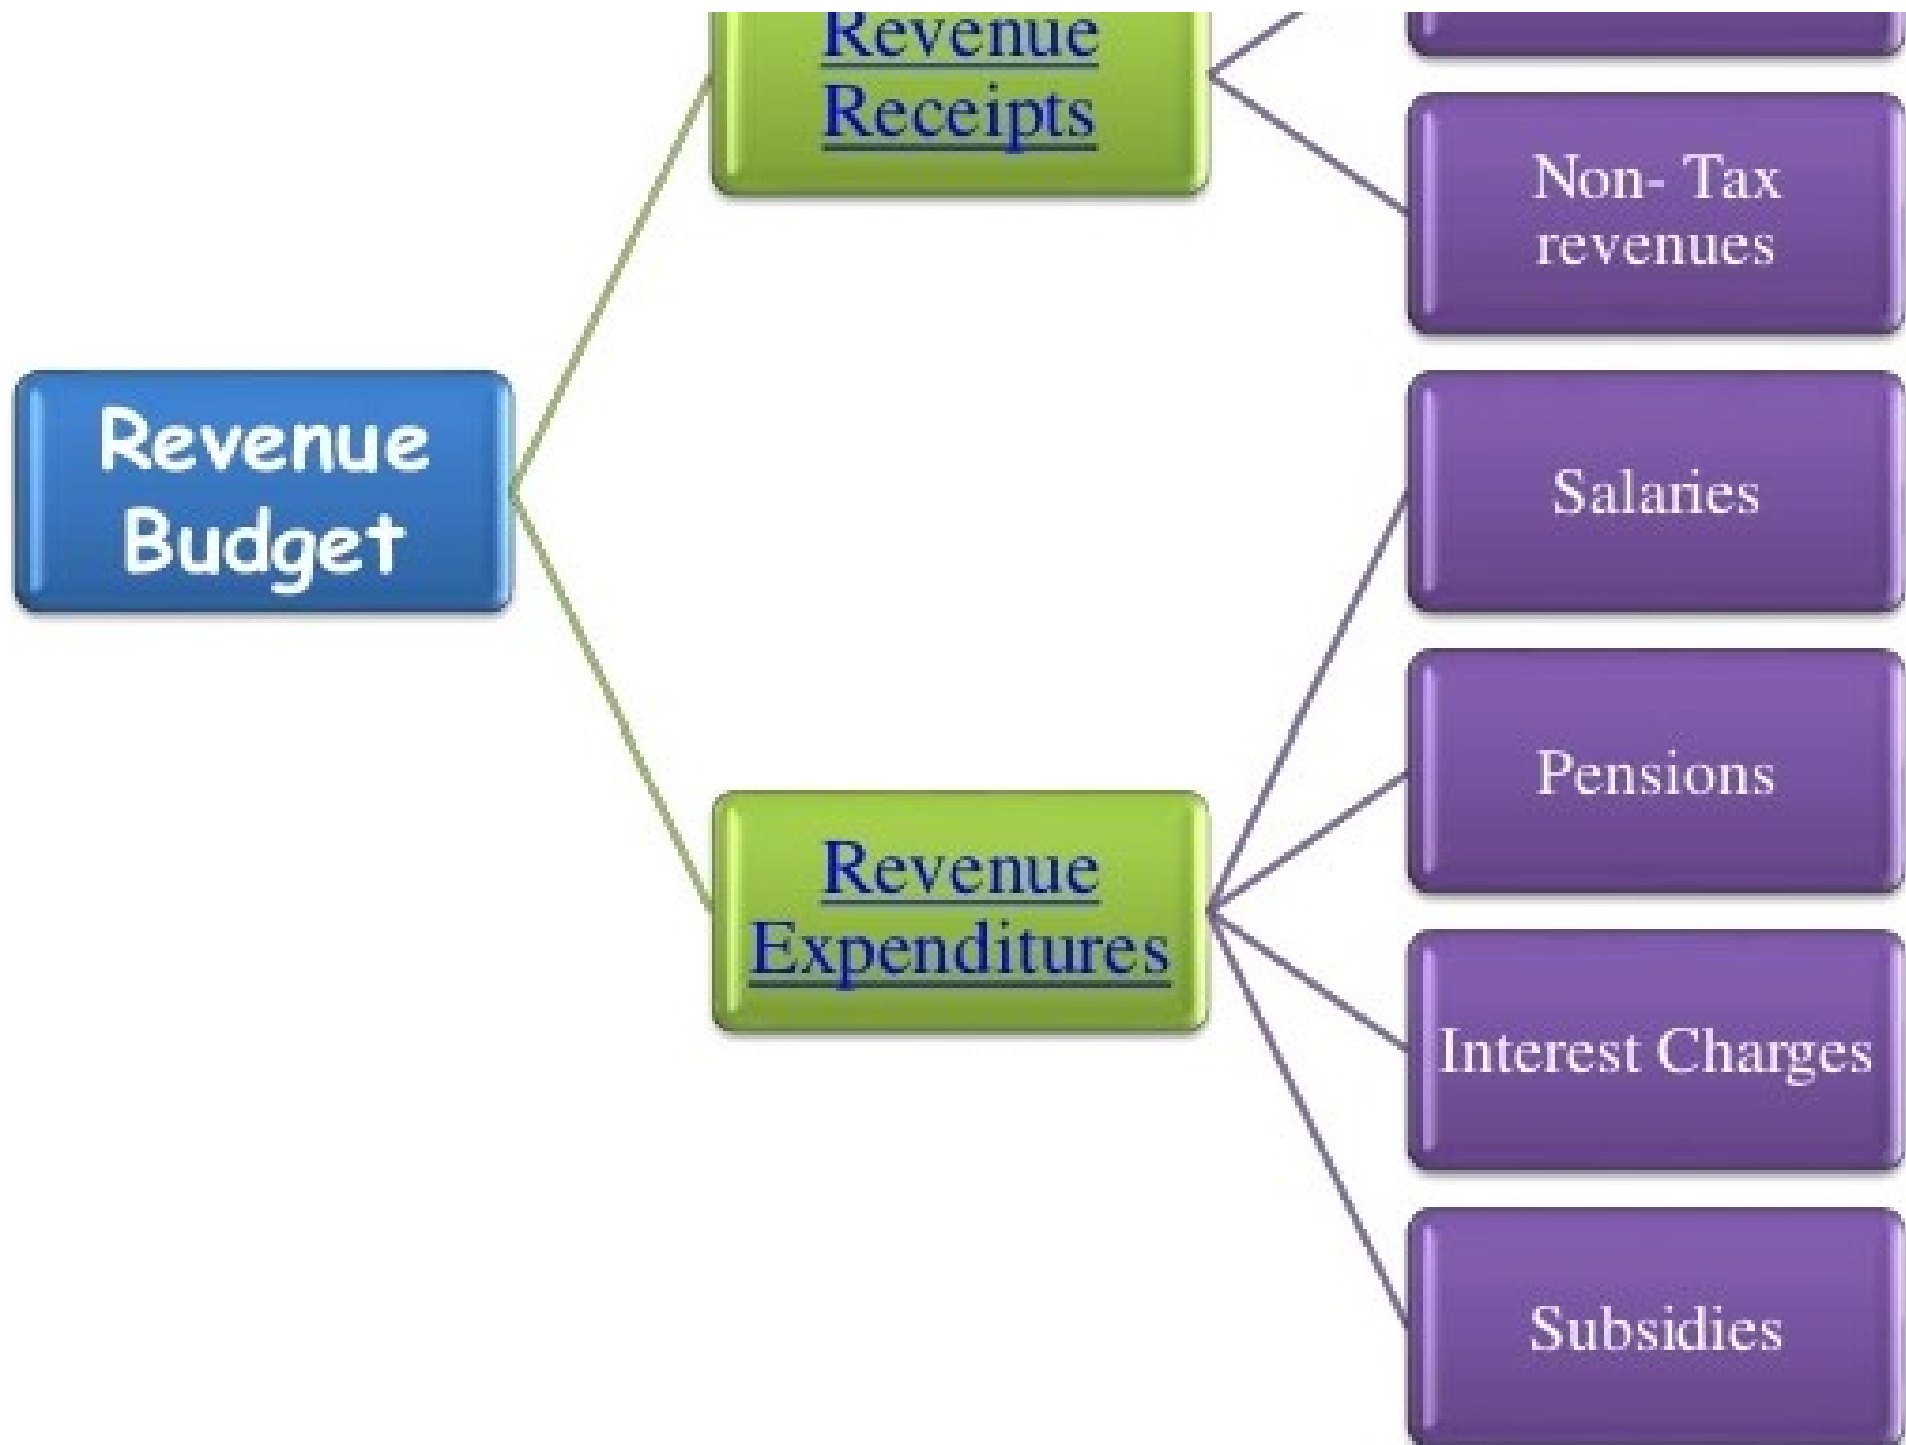 Revenue
Receipts
Non- Tax
revenues
Revenue
Budget
Salaries
Pensions
Revenue
Expenditures
Interest Charges
Subsidies